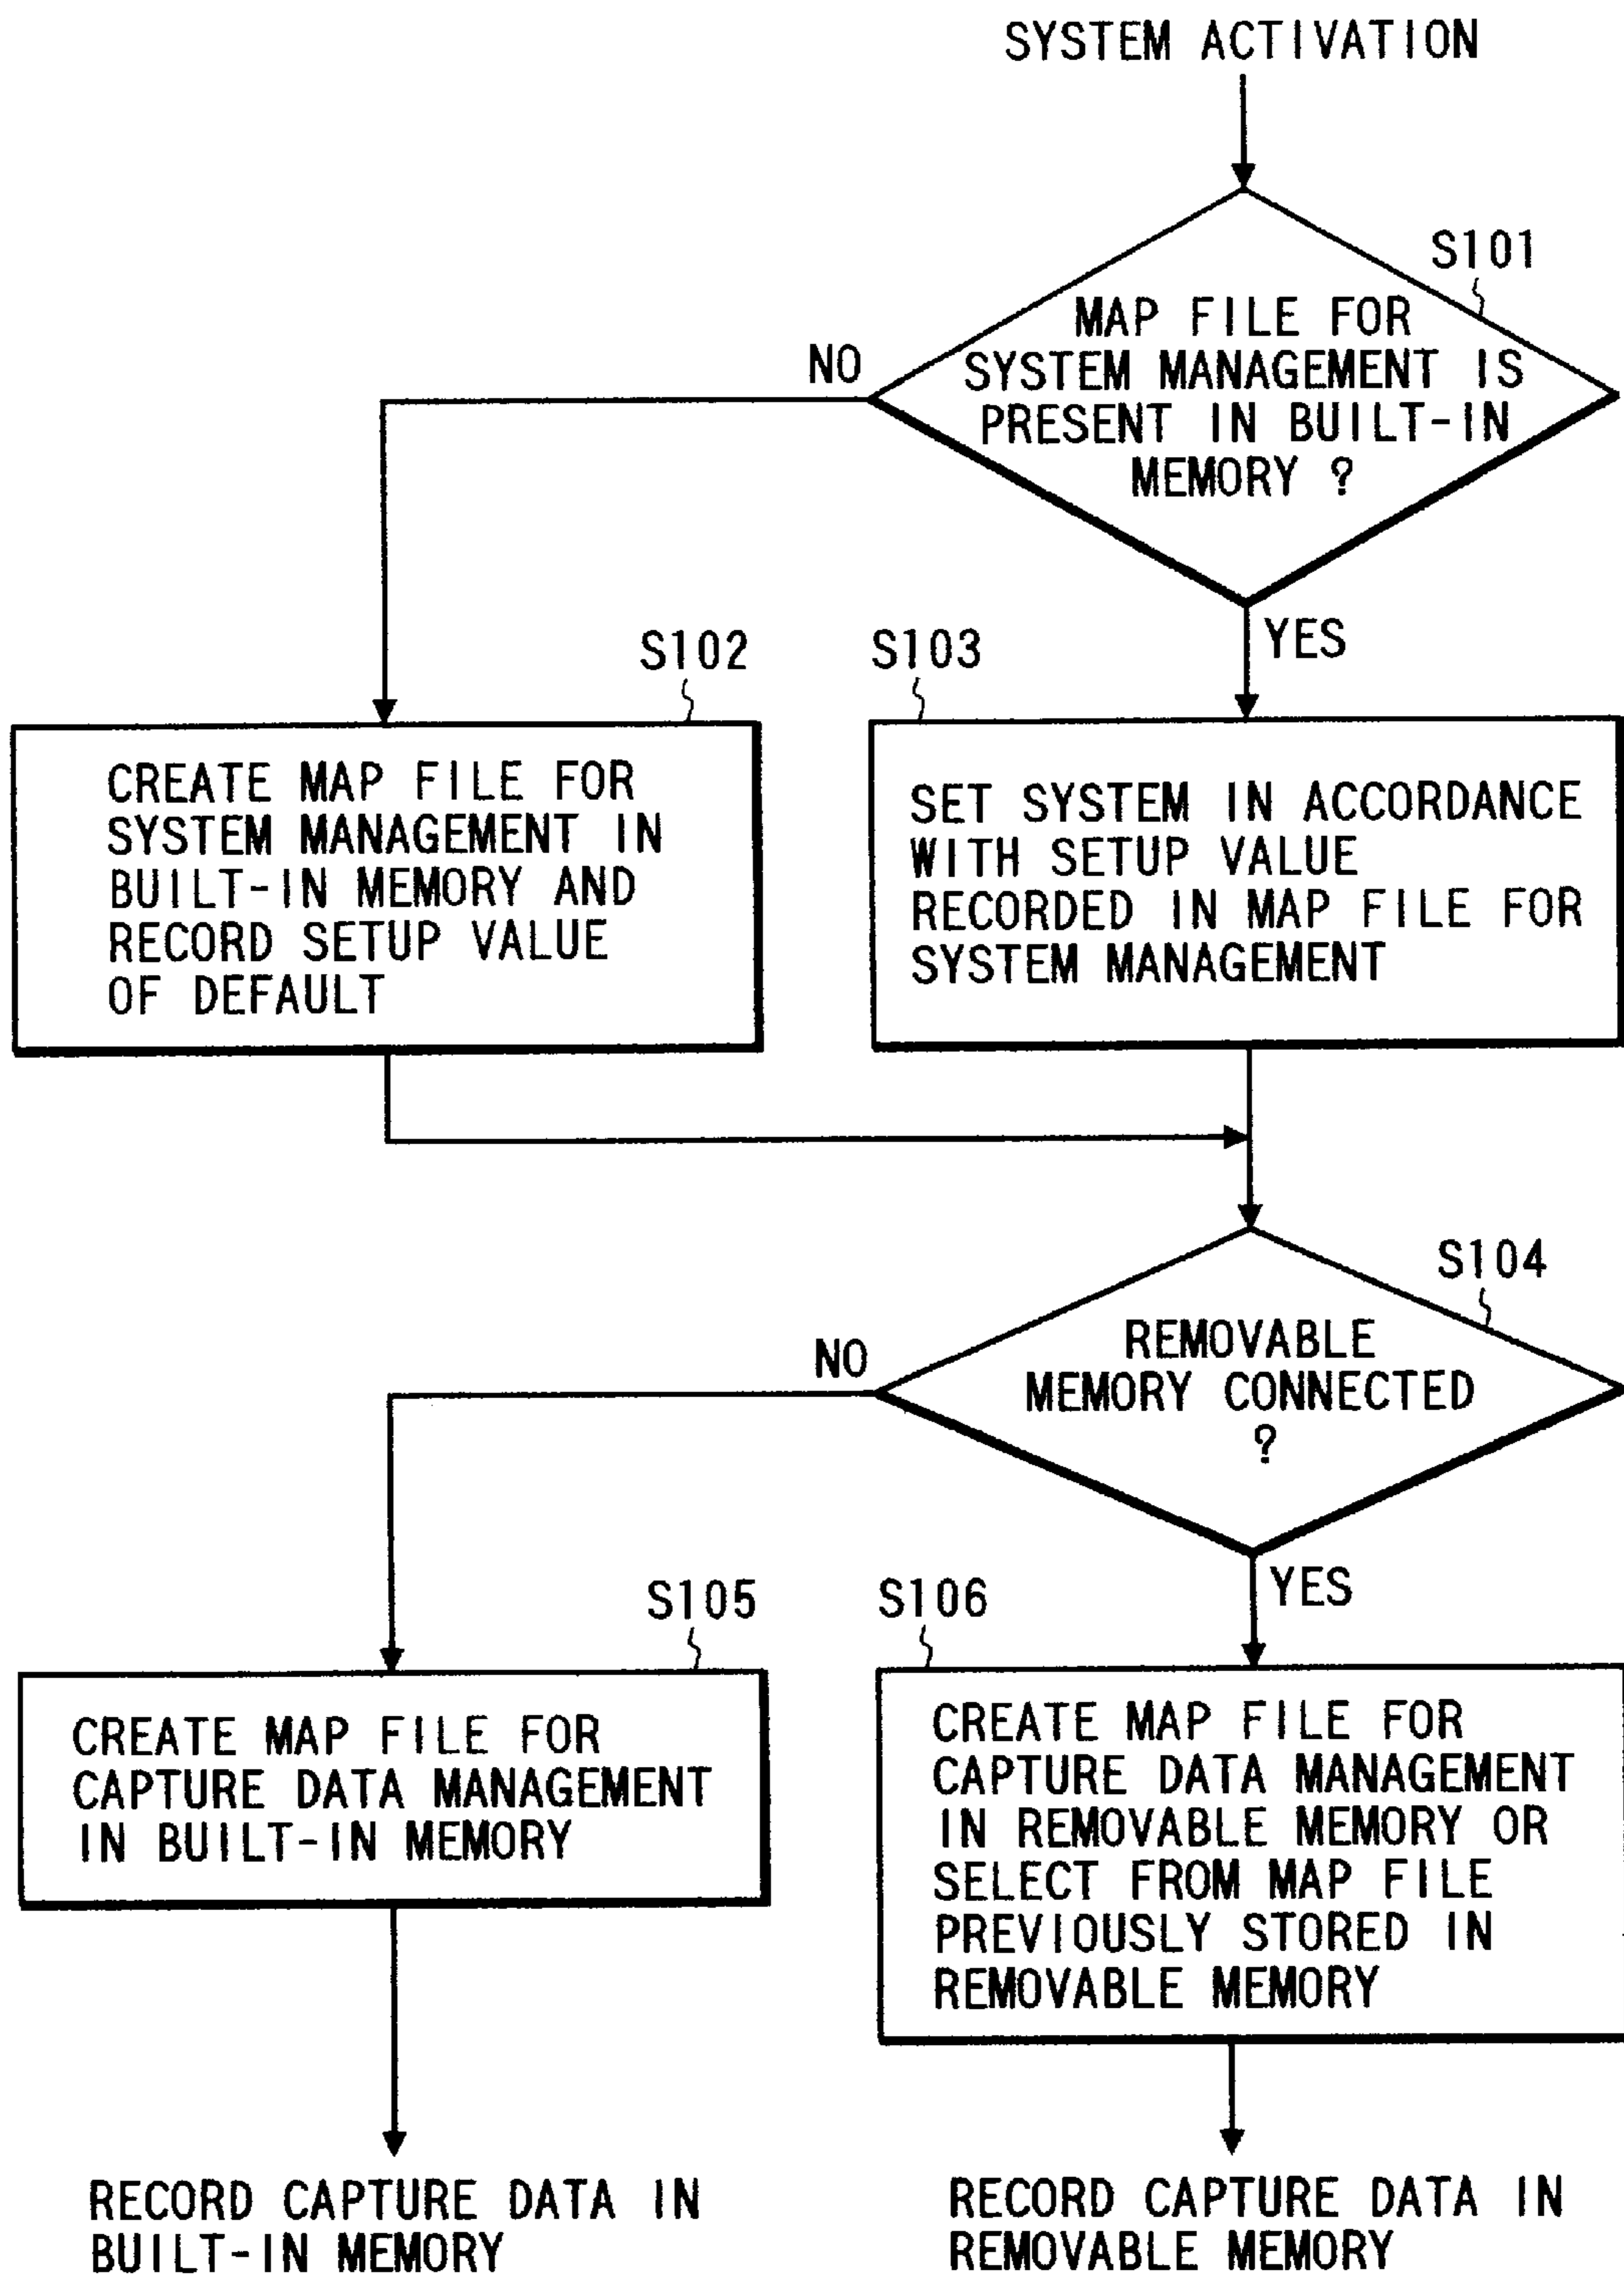 SYSTEM ACTIVATION
S101
MAP FILE FOR
SYSTEM MANAGEMENT IS
PRESENT IN BUILT-IN
MEMORY ?
NO
YES
S102
CREATE MAP FILE FOR
SYSTEM MANAGEMENT IN
BUILT-IN MEMORY AND
RECORD SETUP VALUE
OF DEFAULT
S103
SET SYSTEM IN ACCORDANCE
WITH SETUP VALUE
RECORDED IN MAP FILE FOR
SYSTEM MANAGEMENT
S104
REMOVABLE
MEMORY CONNECTED
?
NO
YES
S105
CREATE MAP FILE FOR
CAPTURE DATA MANAGEMENT
IN BUILT-IN MEMORY
S106
CREATE MAP FILE FOR
CAPTURE DATA MANAGEMENT
IN REMOVABLE MEMORY OR
SELECT FROM MAP FILE
PREVIOUSLY STORED IN
REMOVABLE MEMORY
RECORD CAPTURE DATA IN
BUILT-IN MEMORY
RECORD CAPTURE DATA IN
REMOVABLE MEMORY